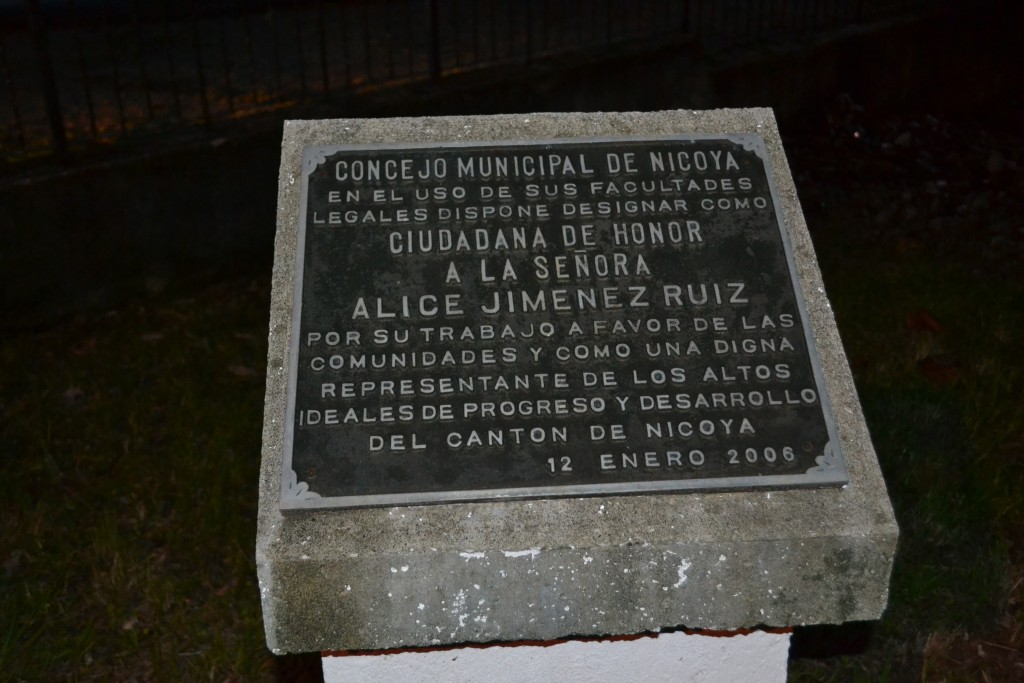 CONCEJO MUNICIPAL DE NICOYA
EN EL USO DE SUS FACULTADES
LEGALES DISPONE DESIGNAR COMO
CIUDADANA DE HONOR
A LA SEÑORA
ALICE JIMENEZ RUIZ
POR SU TRABAJO A FAVOR DE LAS
COMUNIDADES Y COMO UNA DIGNA
REPRESENTANTE DE LOS ALTOS
IDEALES DE PROGRESO Y DESARROLLO
DEL CANTON DE NICOYA
12 ENERO 2006